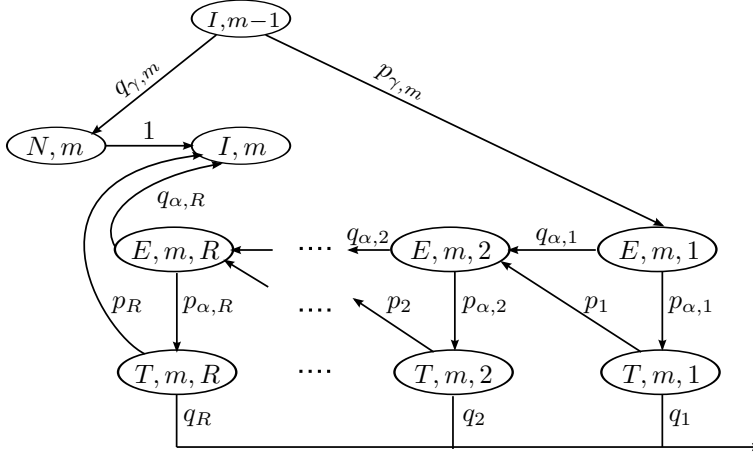 I, m−1
q_{γ,m}
p_{γ,m}
N, m
1
I, m
q_{α,R}
E, m, R
....
q_{α,2}
E, m, 2
q_{α,1}
E, m, 1
p_R
p_{α,R}
....
p_2
p_{α,2}
p_1
p_{α,1}
T, m, R
....
T, m, 2
T, m, 1
q_R
q_2
q_1